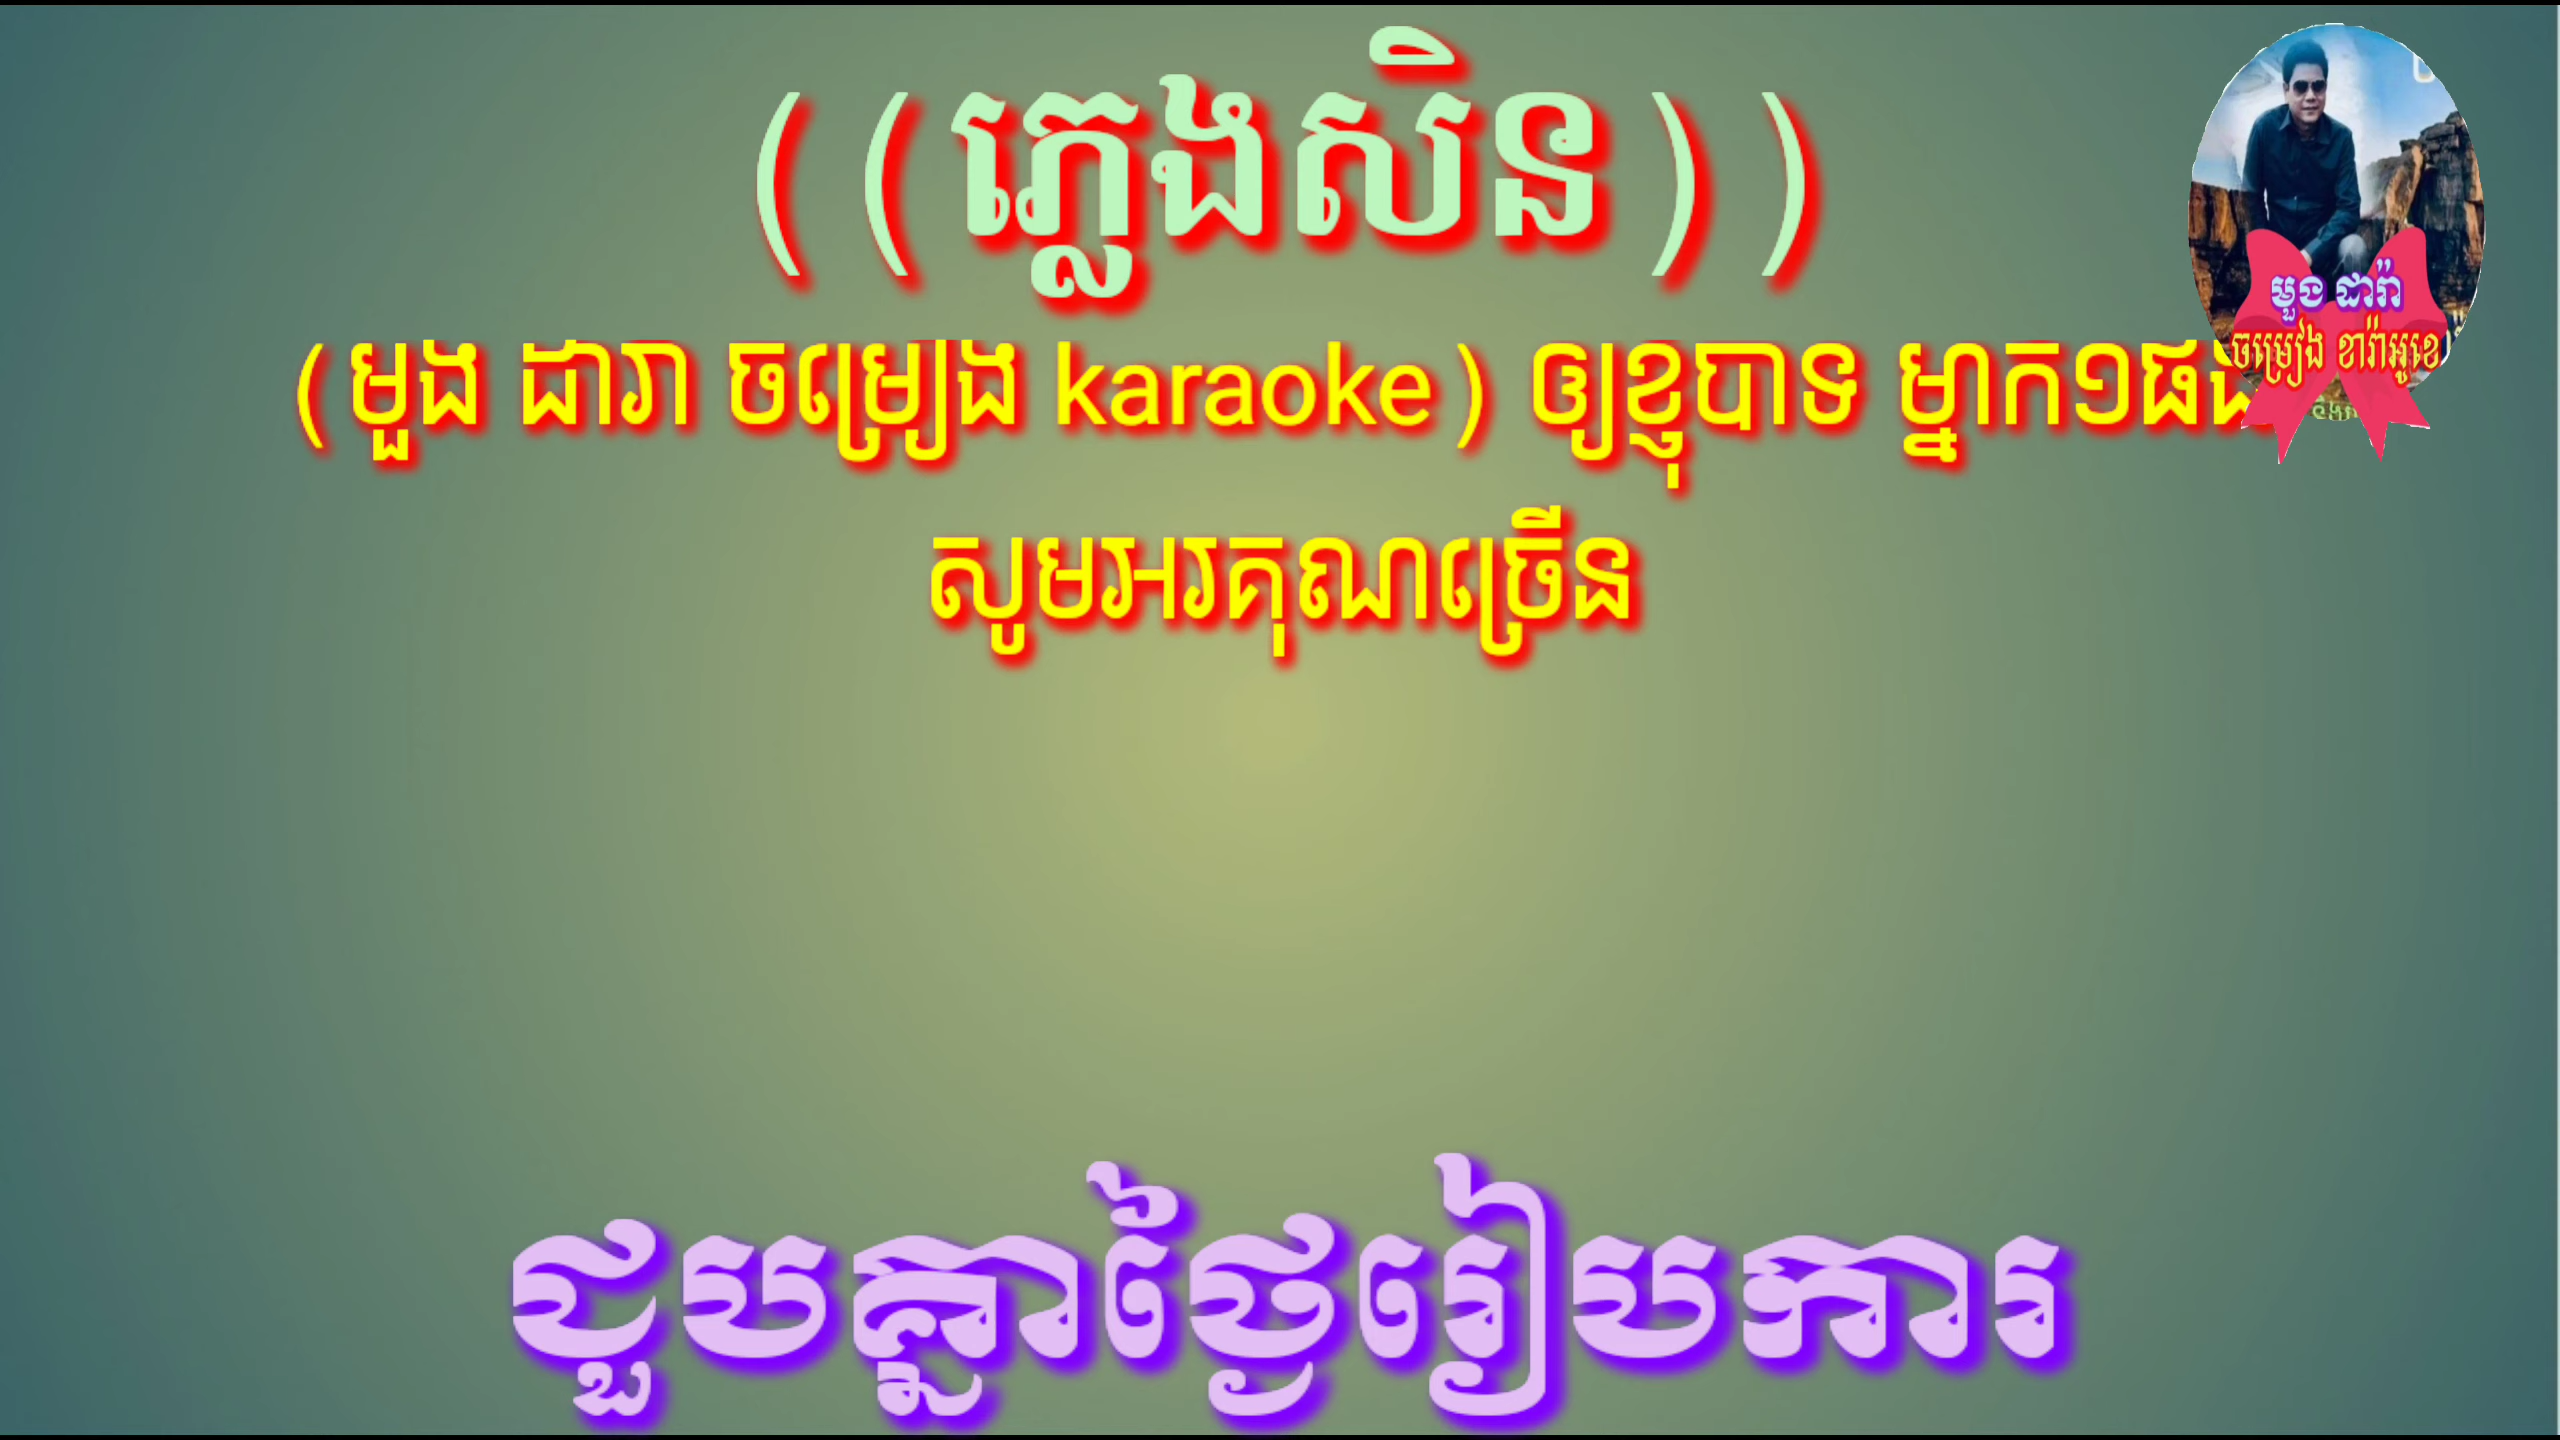 ((ភ្លេងសិន))
(មួង ដារា ចម្រៀង karaoke) ឲ្យខ្ញុំបាទ ម្នាក់១ផង
សូមអរគុណច្រើន
មួង ដារ៉ា
ចម្រៀង ខារ៉ាអូខេ
ជួបគ្នាថ្ងៃរៀបការ